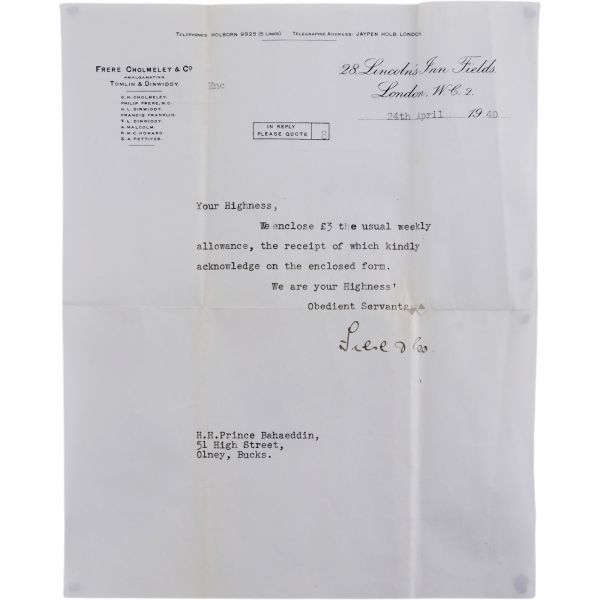 TELEPHONES HOLBORN 9925 (5 LINES) TELEGRAPHIC ADDRESS: JAYPEN HOLB. LONDON
FRERE CHOLMELEY & Co
AMALGAMATING
TOMLIN & DINWIDDY.
G.H. CHOLMELEY.
PHILIP FRERE, M.C.
H.L. DINWIDDY.
FRANCIS FRANKLIN.
T.L. DINWIDDY.
A. MALCOLM.
R.M.C. HOWARD.
S.A. PETTIFER.
Enc
28, Lincoln's Inn Fields.
London. W.C. 2.
24th April 1940
IN REPLY
PLEASE QUOTE
Your Highness,
We enclose £3 the usual weekly
allowance, the receipt of which kindly
acknowledge on the enclosed form.
We are your Highness'
Obedient Servants
Frere & Co.
H.H.Prince Bahaeddin,
51 High Street,
Olney, Bucks.